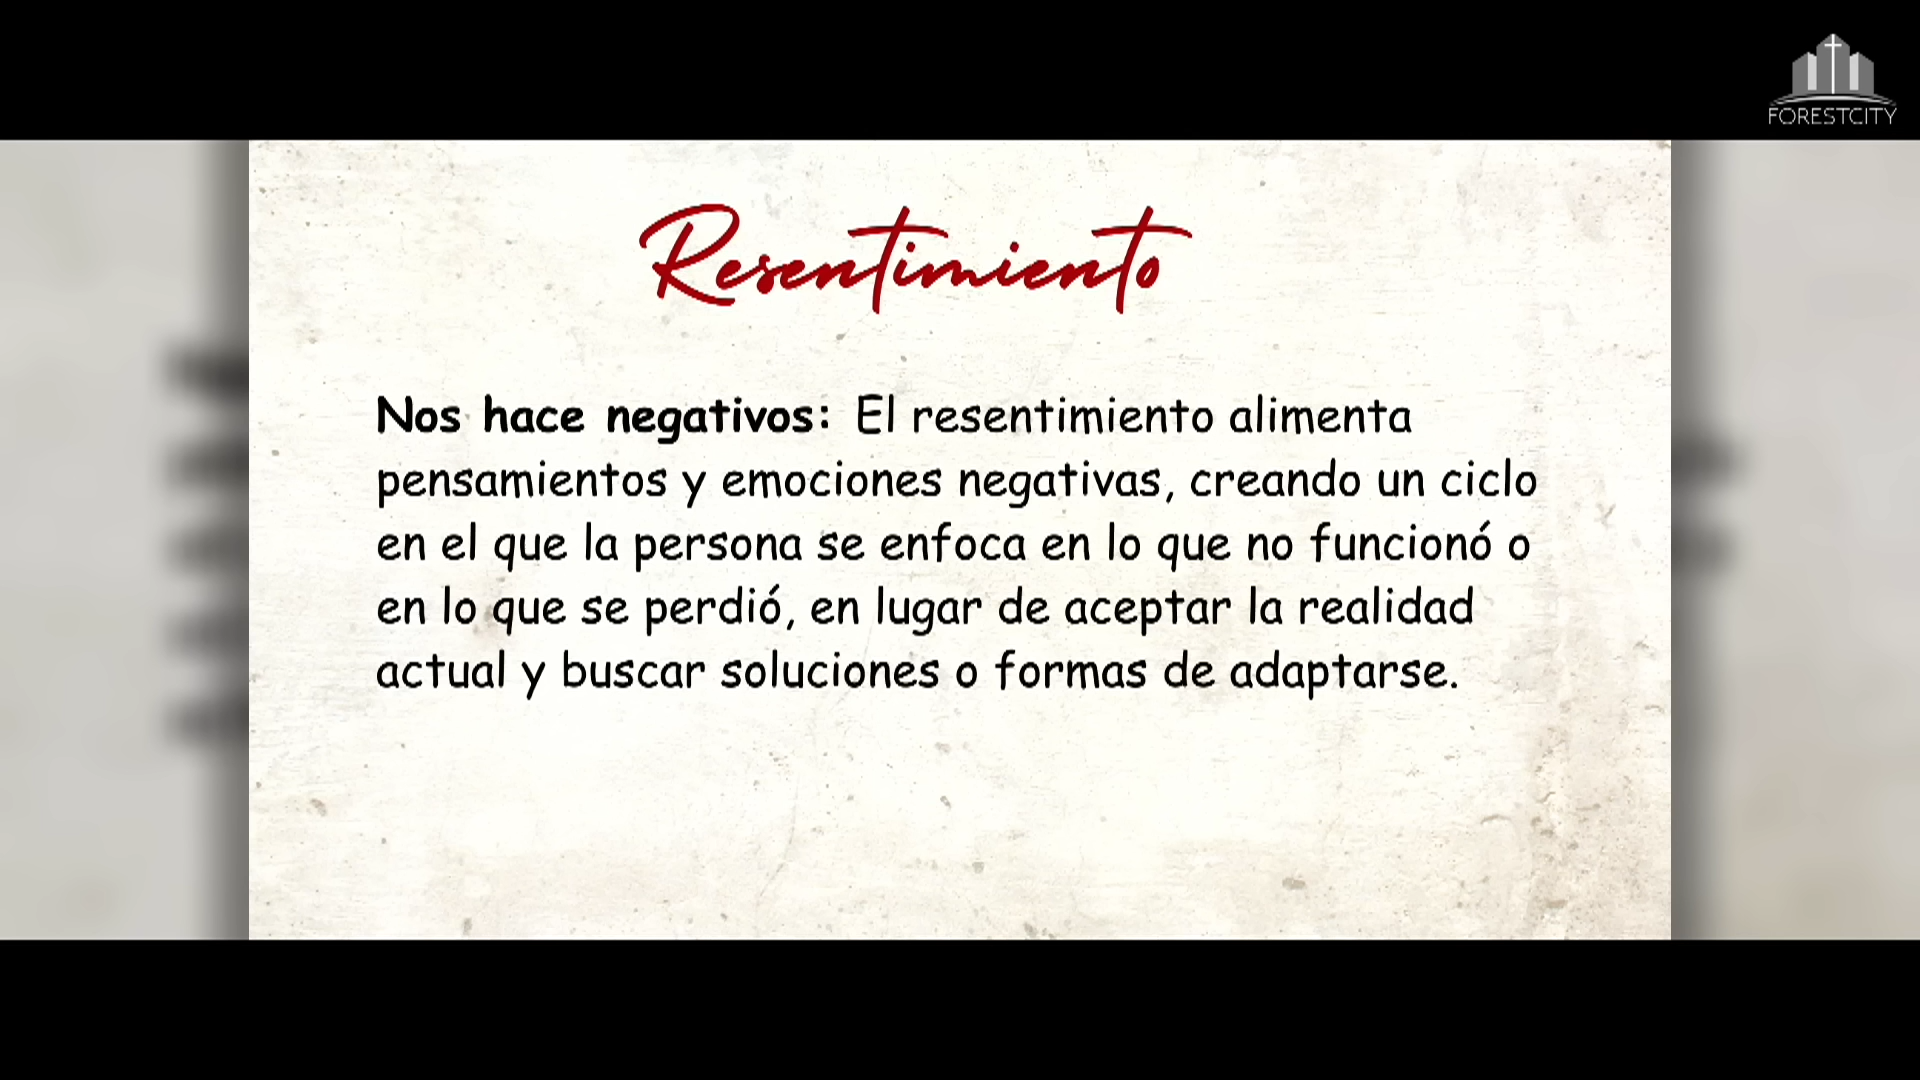 FORESTCITY
Resentimiento
Nos hace negativos: El resentimiento alimenta
pensamientos y emociones negativas, creando un ciclo
en el que la persona se enfoca en lo que no funcionó o
en lo que se perdió, en lugar de aceptar la realidad
actual y buscar soluciones o formas de adaptarse.